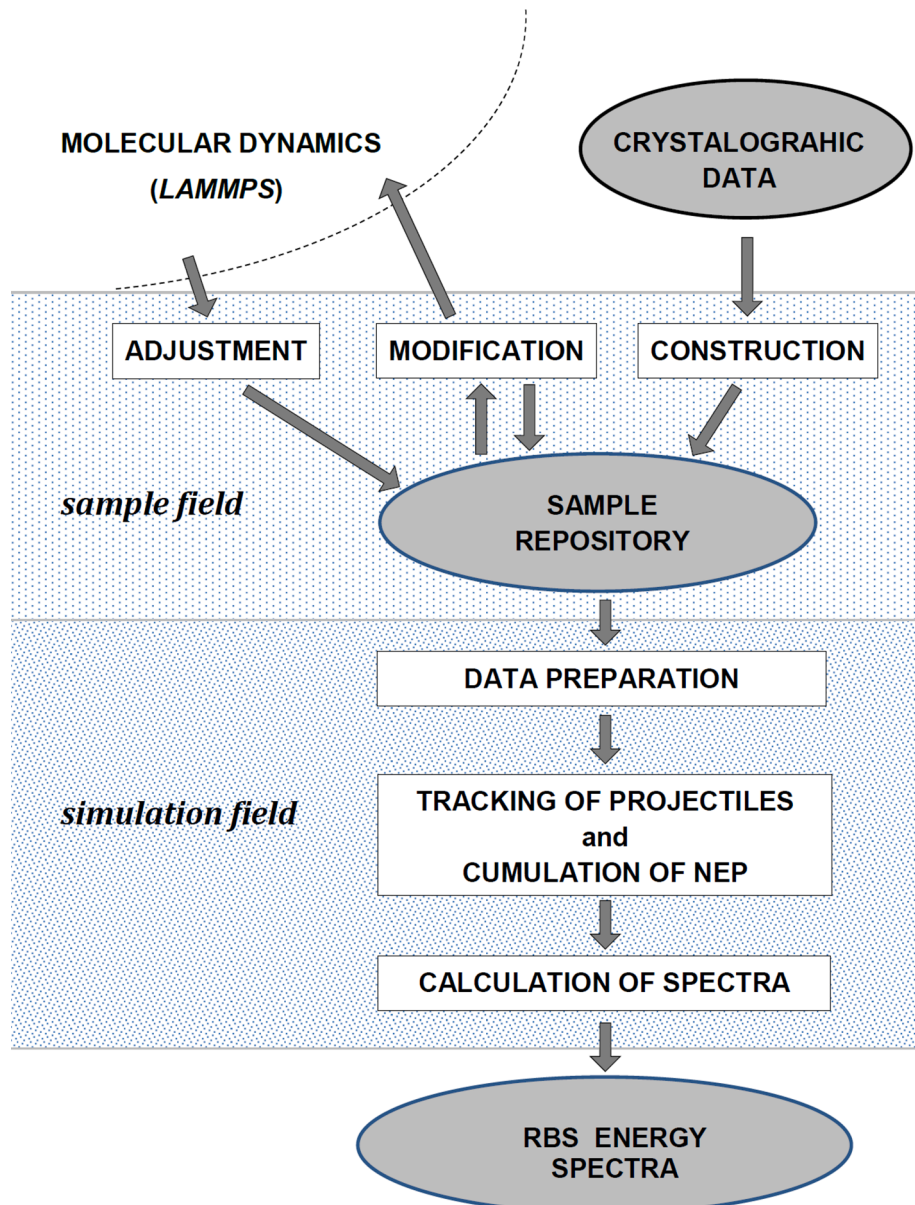 MOLECULAR DYNAMICS
(LAMMPS)
CRYSTALOGRAHIC
DATA
ADJUSTMENT
MODIFICATION
CONSTRUCTION
sample field
SAMPLE
REPOSITORY
DATA PREPARATION
simulation field
TRACKING OF PROJECTILES
and
CUMULATION OF NEP
CALCULATION OF SPECTRA
RBS ENERGY
SPECTRA